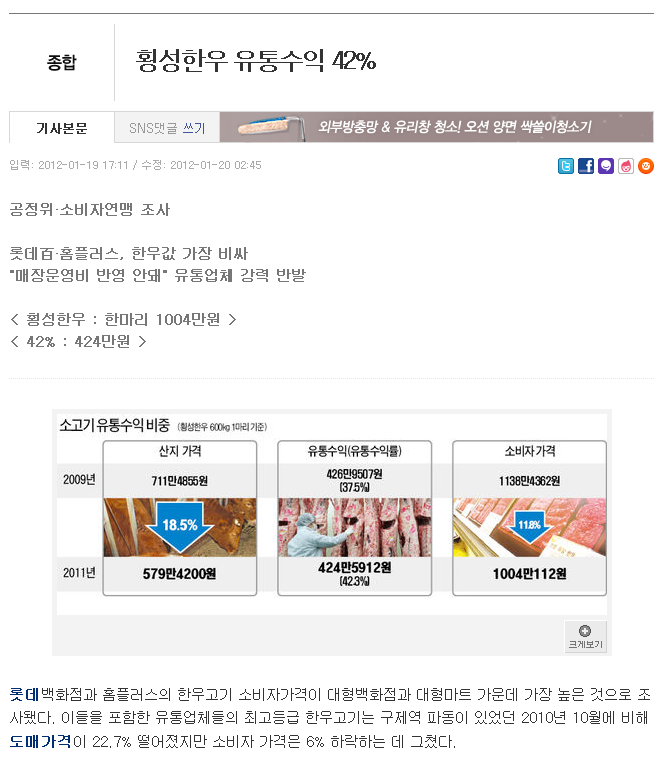 종합
횡성한우 유통수익 42%
기사본문
SNS댓글 쓰기
외부방충망 & 유리창 청소! 오션 양면 싹쓸이청소기
입력: 2012-01-19 17:11 / 수정: 2012-01-20 02:45
공정위·소비자연맹 조사
롯데百·홈플러스, 한우값 가장 비싸
"매장운영비 반영 안돼" 유통업체 강력 반발
< 횡성한우 : 한마리 1004만원 >
< 42% : 424만원 >
소고기 유통수익 비중 (횡성한우 600kg 1마리 기준)
산지 가격 유통수익(유통수익률) 소비자 가격
2009년 711만4855원 426만9507원 1138만4362원
(37.5%)
18.5% 11.8%
2011년 579만4200원 424만5912원 1004만112원
(42.3%)
크게보기
롯데백화점과 홈플러스의 한우고기 소비자가격이 대형백화점과 대형마트 가운데 가장 높은 것으로 조
사됐다. 이들을 포함한 유통업체들의 최고등급 한우고기는 구제역 파동이 있었던 2010년 10월에 비해
도매가격이 22.7% 떨어졌지만 소비자 가격은 6% 하락하는 데 그쳤다.